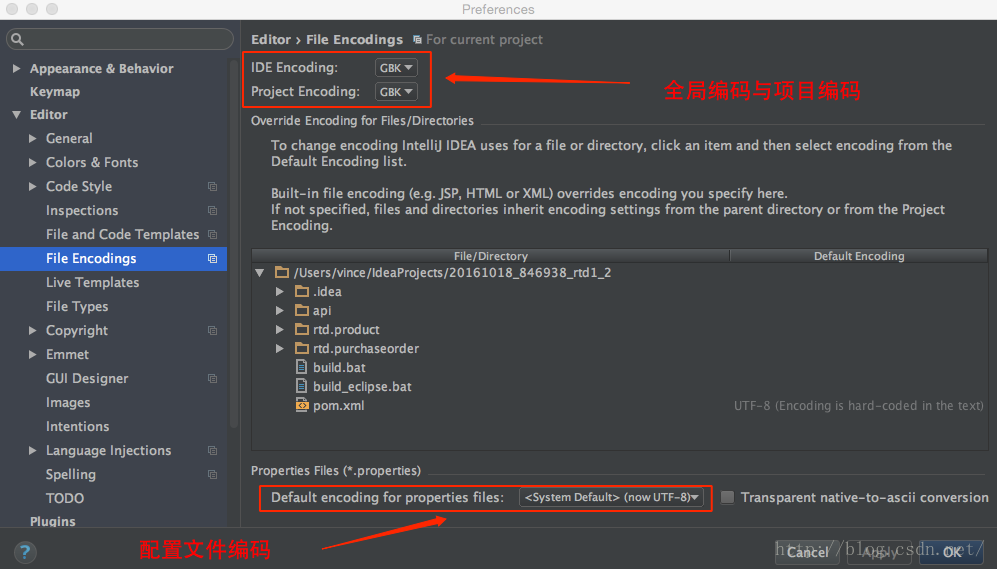 Preferences
Editor › File Encodings For current project
Appearance & Behavior
Keymap
Editor
General
Colors & Fonts
Code Style
Inspections
File and Code Templates
File Encodings
Live Templates
File Types
Copyright
Emmet
GUI Designer
Images
Intentions
Language Injections
Spelling
TODO
Plugins
IDE Encoding: GBK
Project Encoding: GBK
全局编码与项目编码
Override Encoding for Files/Directories
To change encoding IntelliJ IDEA uses for a file or directory, click an item and then select encoding from the
Default Encoding list.
Built-in file encoding (e.g. JSP, HTML or XML) overrides encoding you specify here.
If not specified, files and directories inherit encoding settings from the parent directory or from the Project
Encoding.
File/Directory Default Encoding
/Users/vince/IdeaProjects/20161018_846938_rtd1_2
.idea
api
rtd.product
rtd.purchaseorder
build.bat
build_eclipse.bat
pom.xml UTF-8 (Encoding is hard-coded in the text)
Properties Files (*.properties)
Default encoding for properties files: <System Default> (now UTF-8) Transparent native-to-ascii conversion
配置文件编码
?
http://blog.csdn.net/
Cancel Apply OK